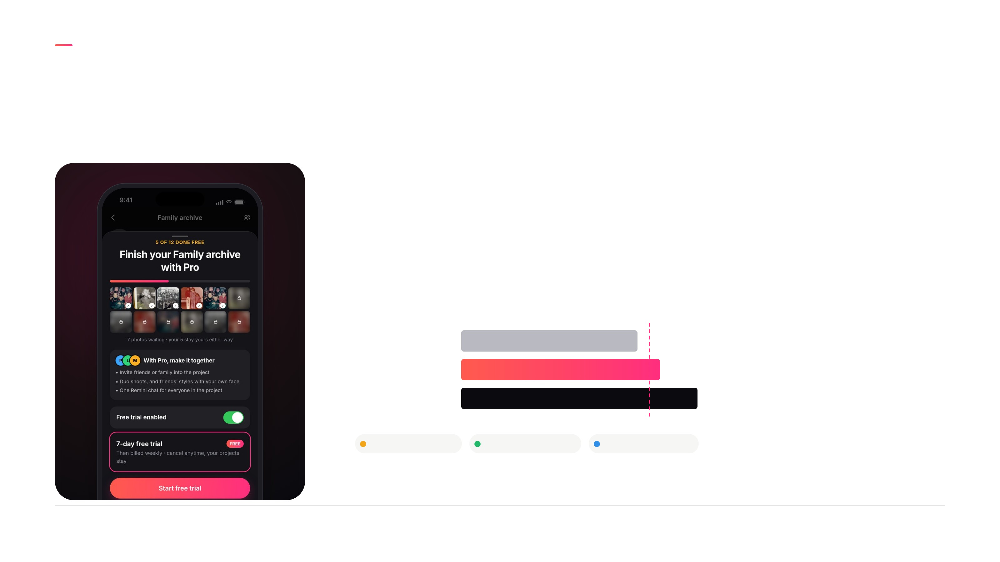 9:41
Family archive
5 OF 12 DONE FREE
Finish your Family archive
with Pro
7 photos waiting · your 5 stay yours either way
P L M With Pro, make it together
• Invite friends or family into the project
• Duo shoots, and friends’ styles with your own face
• One Remini chat for everyone in the project
Free trial enabled
7-day free trial FREE
Then billed weekly · cancel anytime, your projects
stay
Start free trial